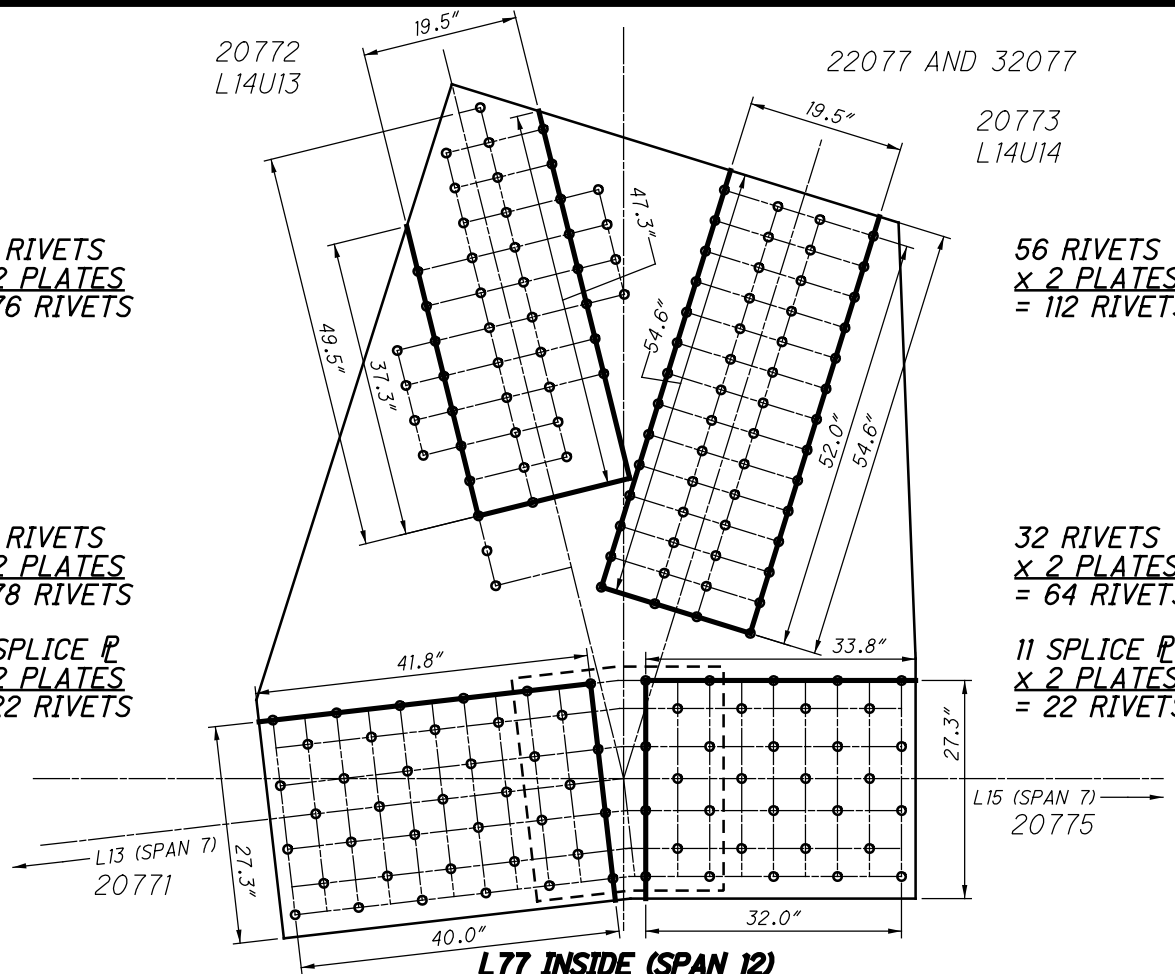 20772
L14U13
19.5"
22077 AND 32077
19.5"
20773
L14U14
RIVETS
2 PLATES
76 RIVETS
47.3"
56 RIVETS
x 2 PLATES
= 112 RIVETS
49.5"
37.3"
54.6"
52.0"
54.6"
RIVETS
2 PLATES
78 RIVETS
SPLICE PL
2 PLATES
22 RIVETS
32 RIVETS
x 2 PLATES
= 64 RIVETS
11 SPLICE PL
x 2 PLATES
= 22 RIVETS
41.8"
33.8"
27.3"
L13 (SPAN 7)
20771
27.3"
L15 (SPAN 7)
20775
40.0"
32.0"
L77 INSIDE (SPAN 12)